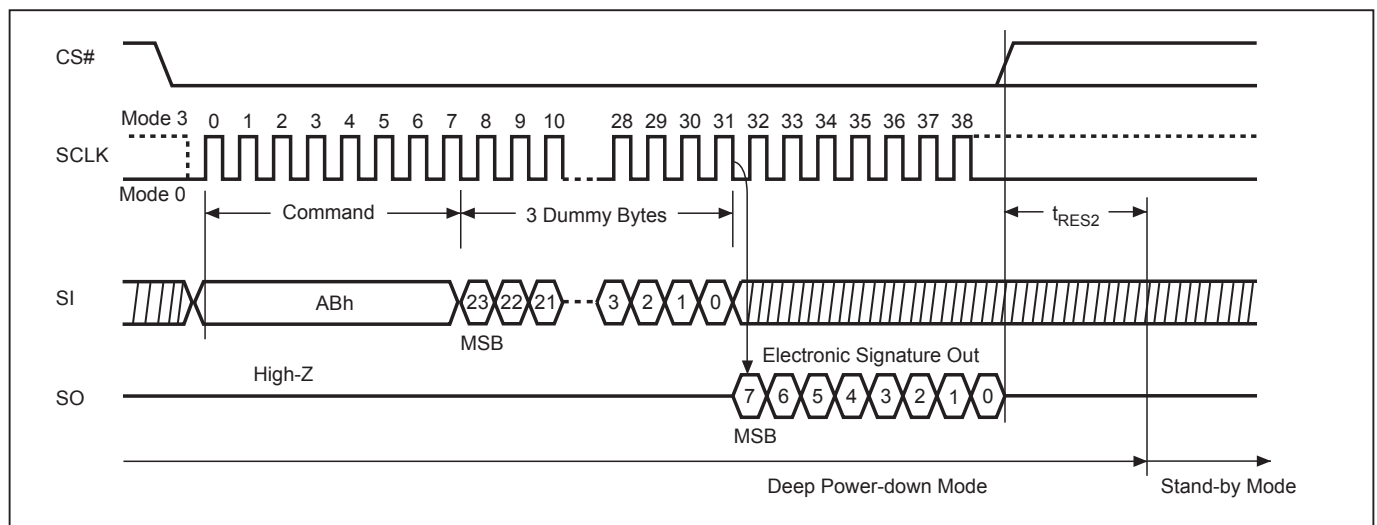 CS#
Mode 3 0 1 2 3 4 5 6 7 8 9 10 28 29 30 31 32 33 34 35 36 37 38
SCLK
Mode 0
Command 3 Dummy Bytes tRES2
SI ABh 23 22 21 3 2 1 0
MSB
Electronic Signature Out
High-Z
SO 7 6 5 4 3 2 1 0
MSB
Deep Power-down Mode Stand-by Mode